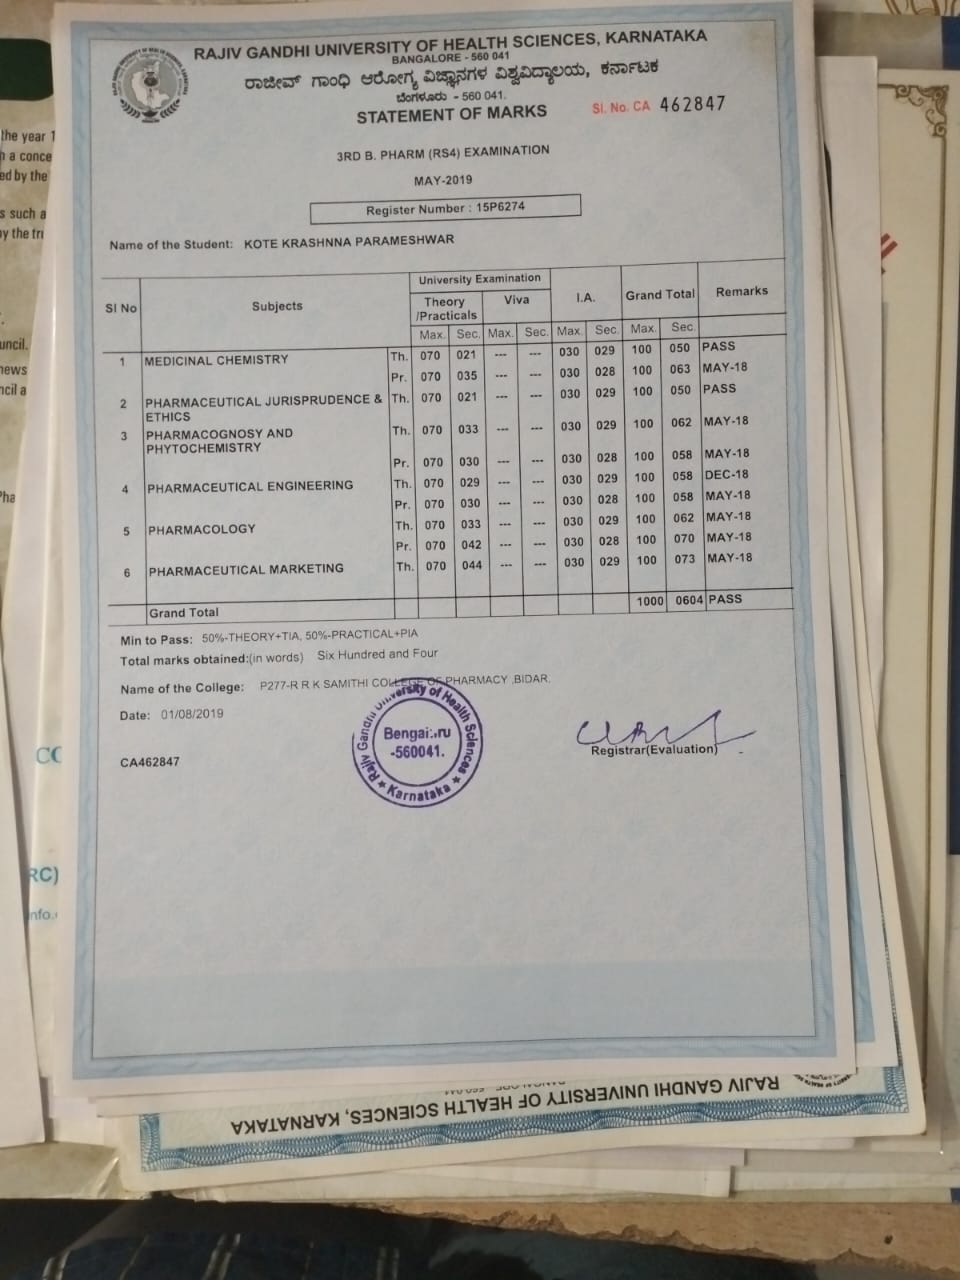 RAJIV GANDHI UNIVERSITY OF HEALTH SCIENCES, KARNATAKA
BANGALORE - 560 041
ರಾಜೀವ್ ಗಾಂಧಿ ಆರೋಗ್ಯ ವಿಜ್ಞಾನಗಳ ವಿಶ್ವವಿದ್ಯಾಲಯ, ಕರ್ನಾಟಕ
ಬೆಂಗಳೂರು - 560 041.
STATEMENT OF MARKS
Sl. No. CA 462847
3RD B. PHARM (RS4) EXAMINATION
MAY-2019
Register Number : 15P6274
Name of the Student: KOTE KRASHNNA PARAMESHWAR
Sl No Subjects University Examination I.A. Grand Total Remarks
Theory /Practicals Viva
Max. Sec. Max. Sec. Max. Sec. Max. Sec.
1 MEDICINAL CHEMISTRY Th. 070 021 --- --- 030 029 100 050 PASS
Pr. 070 035 --- --- 030 028 100 063 MAY-18
2 PHARMACEUTICAL JURISPRUDENCE & Th. 070 021 --- --- 030 029 100 050 PASS
ETHICS
3 PHARMACOGNOSY AND Th. 070 033 --- --- 030 029 100 062 MAY-18
PHYTOCHEMISTRY
Pr. 070 030 --- --- 030 028 100 058 MAY-18
4 PHARMACEUTICAL ENGINEERING Th. 070 029 --- --- 030 029 100 058 DEC-18
Pr. 070 030 --- --- 030 028 100 058 MAY-18
5 PHARMACOLOGY Th. 070 033 --- --- 030 029 100 062 MAY-18
Pr. 070 042 --- --- 030 028 100 070 MAY-18
6 PHARMACEUTICAL MARKETING Th. 070 044 --- --- 030 029 100 073 MAY-18
Grand Total 1000 0604 PASS
Min to Pass: 50%-THEORY+TIA, 50%-PRACTICAL+PIA
Total marks obtained:(in words) Six Hundred and Four
Name of the College: P277-R R K SAMITHI COLLEGE OF PHARMACY ,BIDAR.
Date: 01/08/2019
Rajiv Gandhi University of Health Sciences
Bengaluru
-560041.
Karnataka
Registrar(Evaluation)
CA462847
RAJIV GANDHI UNIVERSITY OF HEALTH SCIENCES, KARNATAKA
the year 1
n a conce
ed by the
s such a
y the tri
uncil.
news
ncil a
Pha
CC
RC)
nfo.